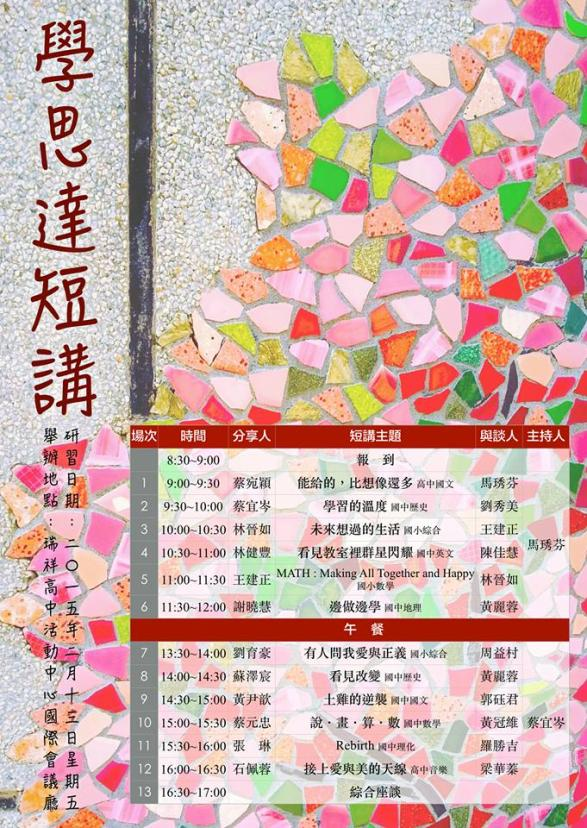 學思達短講
研習日期：二〇一五年二月十三日星期五
舉辦地點：瑞祥高中活動中心國際會議廳
場次 時間 分享人 短講主題 與談人 主持人
8:30~9:00 報 到
1 9:00~9:30 蔡宛穎 能給的，比想像還多 高中國文 馬琇芬
2 9:30~10:00 蔡宜岑 學習的溫度 國中歷史 劉秀美
3 10:00~10:30 林晉如 未來想過的生活 國小綜合 王建正
4 10:30~11:00 林健豐 看見教室裡群星閃耀 國中英文 陳佳慧
馬琇芬
5 11:00~11:30 王建正 MATH : Making All Together and Happy 林晉如
國小數學
6 11:30~12:00 謝曉慧 邊做邊學 國中地理 黃麗蓉
午 餐
7 13:30~14:00 劉育豪 有人問我愛與正義 國小綜合 周益村
8 14:00~14:30 蘇澤宸 看見改變 國中歷史 黃麗蓉
9 14:30~15:00 黃尹歆 土雞的逆襲 國中國文 郭砡君
10 15:00~15:30 蔡元忠 說．畫．算．數 國中數學 黃冠維 蔡宜岑
11 15:30~16:00 張 琳 Rebirth 國中理化 羅勝吉
12 16:00~16:30 石佩蓉 接上愛與美的天線 高中音樂 梁華蓁
13 16:30~17:00 綜合座談